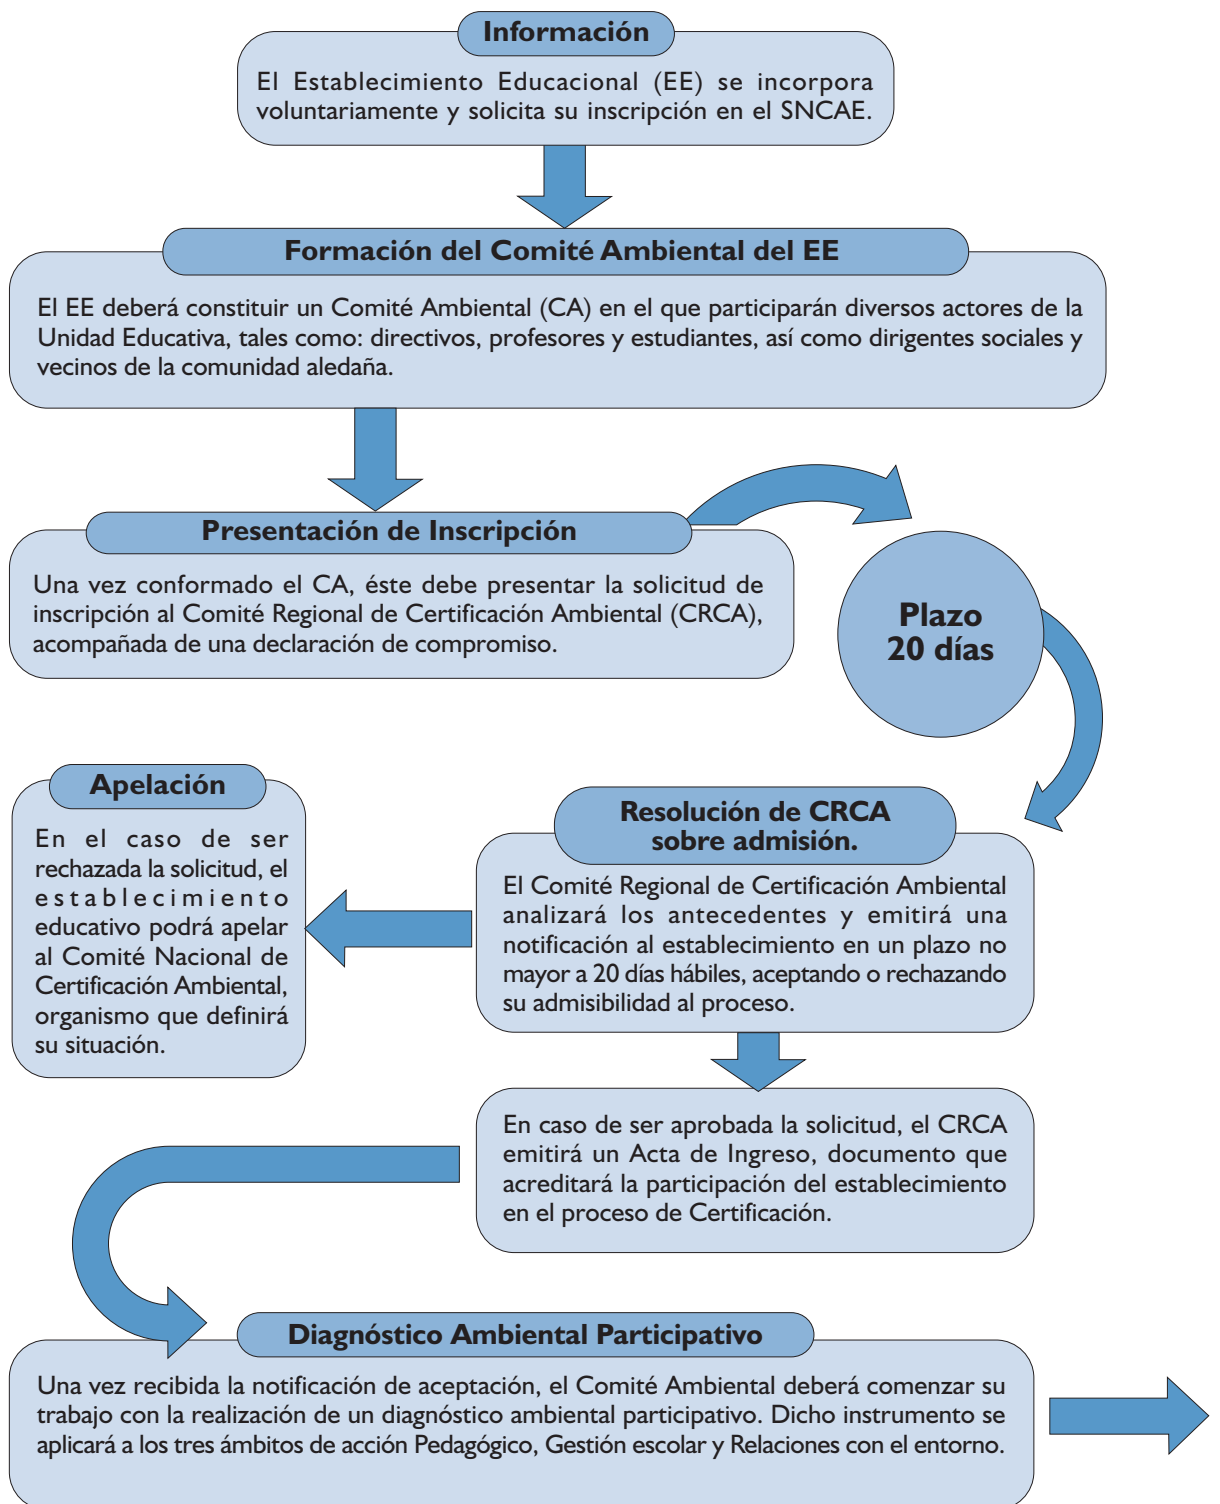 Información
El Establecimiento Educacional (EE) se incorpora
voluntariamente y solicita su inscripción en el SNCAE.
Formación del Comité Ambiental del EE
El EE deberá constituir un Comité Ambiental (CA) en el que participarán diversos actores de la
Unidad Educativa, tales como: directivos, profesores y estudiantes, así como dirigentes sociales y
vecinos de la comunidad aledaña.
Presentación de Inscripción
Una vez conformado el CA, éste debe presentar la solicitud de
inscripción al Comité Regional de Certificación Ambiental (CRCA),
acompañada de una declaración de compromiso.
Plazo
20 días
Apelación
En el caso de ser
rechazada la solicitud, el
establecimiento
educativo podrá apelar
al Comité Nacional de
Certificación Ambiental,
organismo que definirá
su situación.
Resolución de CRCA
sobre admisión.
El Comité Regional de Certificación Ambiental
analizará los antecedentes y emitirá una
notificación al establecimiento en un plazo no
mayor a 20 días hábiles, aceptando o rechazando
su admisibilidad al proceso.
En caso de ser aprobada la solicitud, el CRCA
emitirá un Acta de Ingreso, documento que
acreditará la participación del establecimiento
en el proceso de Certificación.
Diagnóstico Ambiental Participativo
Una vez recibida la notificación de aceptación, el Comité Ambiental deberá comenzar su
trabajo con la realización de un diagnóstico ambiental participativo. Dicho instrumento se
aplicará a los tres ámbitos de acción Pedagógico, Gestión escolar y Relaciones con el entorno.